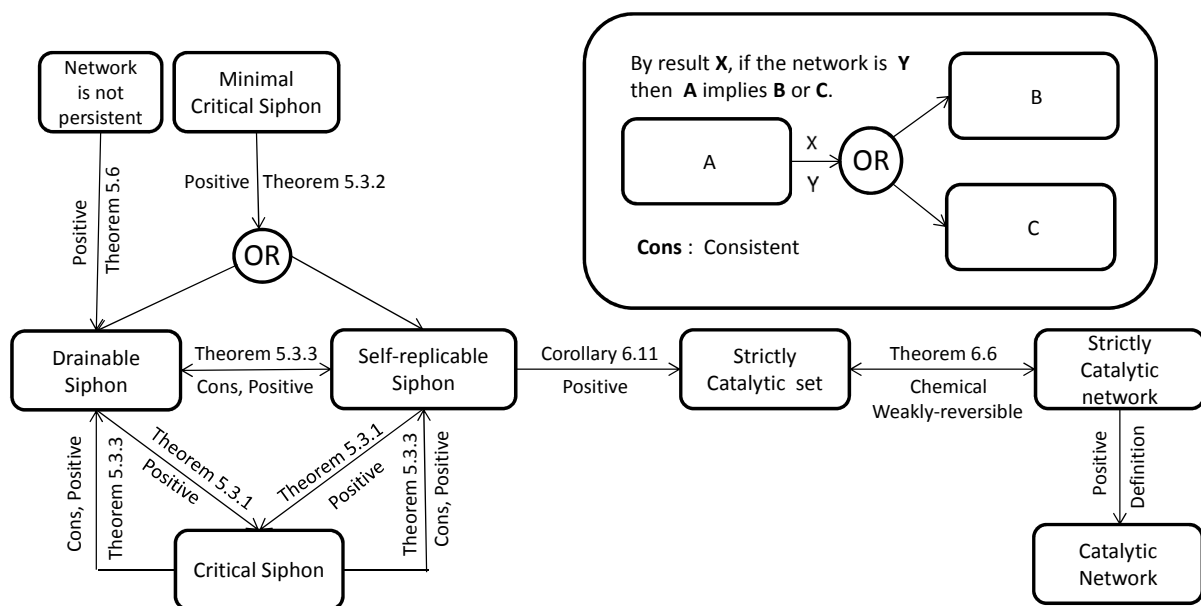 Network
is not
persistent
Minimal
Critical Siphon
Positive
Theorem 5.6
Positive
Theorem 5.3.2
OR
By result X, if the network is Y
then A implies B or C.
A
X
Y
OR
B
C
Cons : Consistent
Drainable
Siphon
Theorem 5.3.3
Cons, Positive
Self-replicable
Siphon
Corollary 6.11
Positive
Strictly
Catalytic set
Theorem 6.6
Chemical
Weakly-reversible
Strictly
Catalytic
network
Cons, Positive
Theorem 5.3.3
Theorem 5.3.1
Positive
Theorem 5.3.1
Positive
Theorem 5.3.3
Cons, Positive
Positive
Definition
Critical Siphon
Catalytic
Network